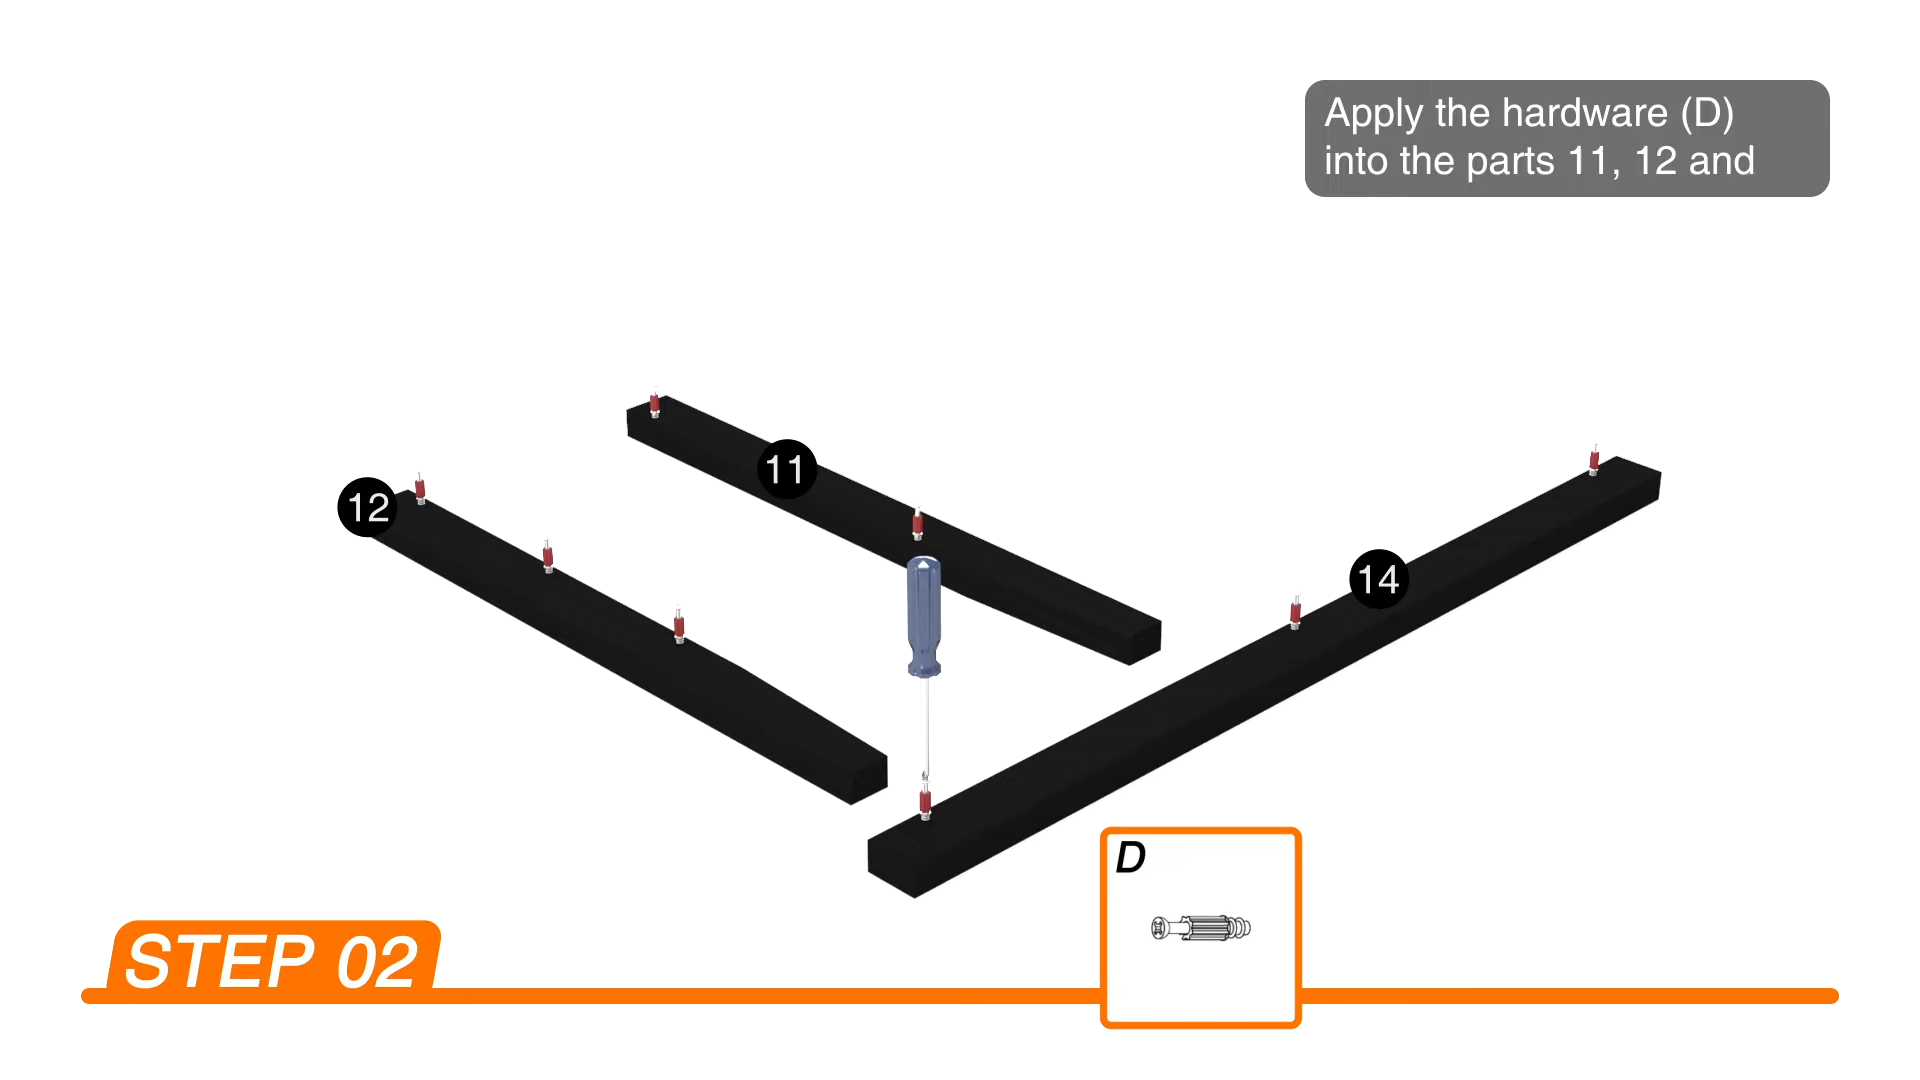 Apply the hardware (D)
into the parts 11, 12 and
11
12
14
D
STEP 02